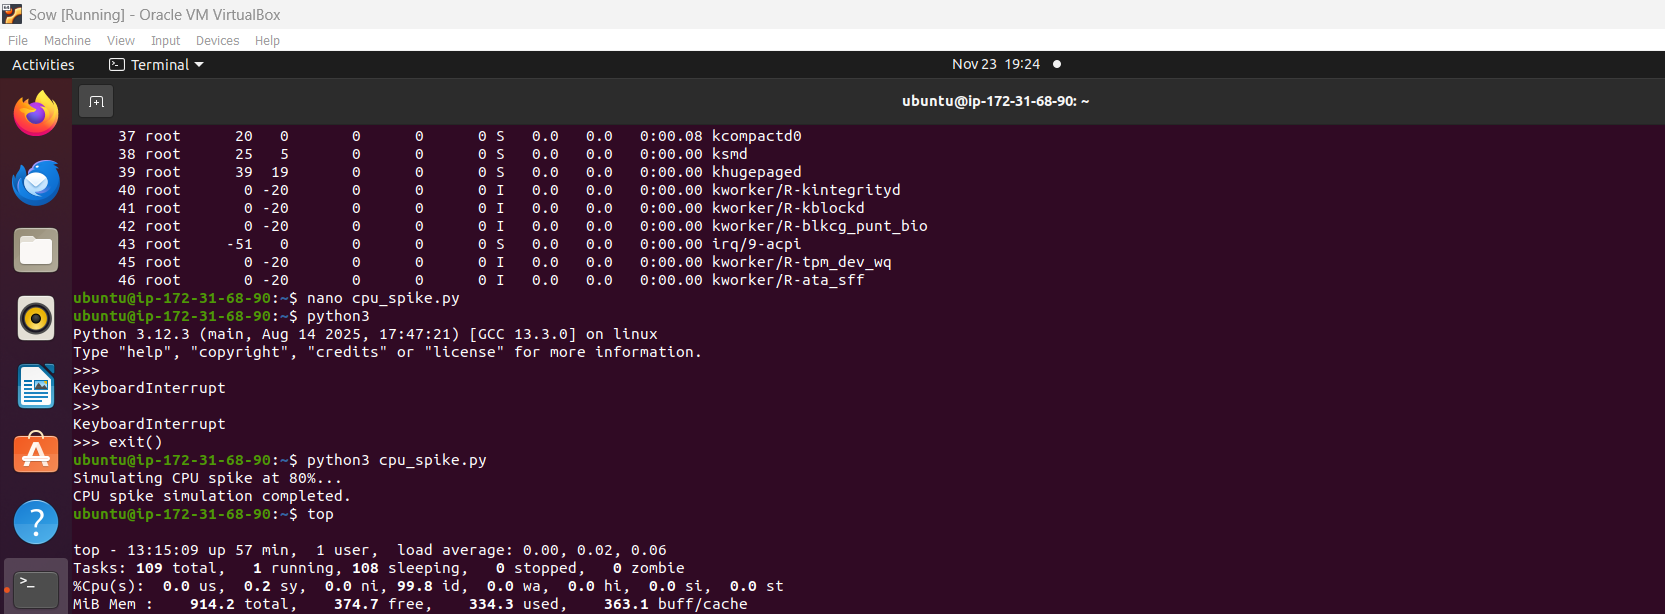 Sow [Running] - Oracle VM VirtualBox
File Machine View Input Devices Help
Activities Terminal Nov 23 19:24
ubuntu@ip-172-31-68-90: ~
37 root 20 0 0 0 0 S 0.0 0.0 0:00.08 kcompactd0
38 root 25 5 0 0 0 S 0.0 0.0 0:00.00 ksmd
39 root 39 19 0 0 0 S 0.0 0.0 0:00.00 khugepaged
40 root 0 -20 0 0 0 I 0.0 0.0 0:00.00 kworker/R-kintegrityd
41 root 0 -20 0 0 0 I 0.0 0.0 0:00.00 kworker/R-kblockd
42 root 0 -20 0 0 0 I 0.0 0.0 0:00.00 kworker/R-blkcg_punt_bio
43 root -51 0 0 0 0 S 0.0 0.0 0:00.00 irq/9-acpi
45 root 0 -20 0 0 0 I 0.0 0.0 0:00.00 kworker/R-tpm_dev_wq
46 root 0 -20 0 0 0 I 0.0 0.0 0:00.00 kworker/R-ata_sff
ubuntu@ip-172-31-68-90:~$ nano cpu_spike.py
ubuntu@ip-172-31-68-90:~$ python3
Python 3.12.3 (main, Aug 14 2025, 17:47:21) [GCC 13.3.0] on linux
Type "help", "copyright", "credits" or "license" for more information.
>>>
KeyboardInterrupt
>>>
KeyboardInterrupt
>>> exit()
ubuntu@ip-172-31-68-90:~$ python3 cpu_spike.py
Simulating CPU spike at 80%...
CPU spike simulation completed.
ubuntu@ip-172-31-68-90:~$ top
top - 13:15:09 up 57 min, 1 user, load average: 0.00, 0.02, 0.06
Tasks: 109 total, 1 running, 108 sleeping, 0 stopped, 0 zombie
%Cpu(s): 0.0 us, 0.2 sy, 0.0 ni, 99.8 id, 0.0 wa, 0.0 hi, 0.0 si, 0.0 st
MiB Mem : 914.2 total, 374.7 free, 334.3 used, 363.1 buff/cache